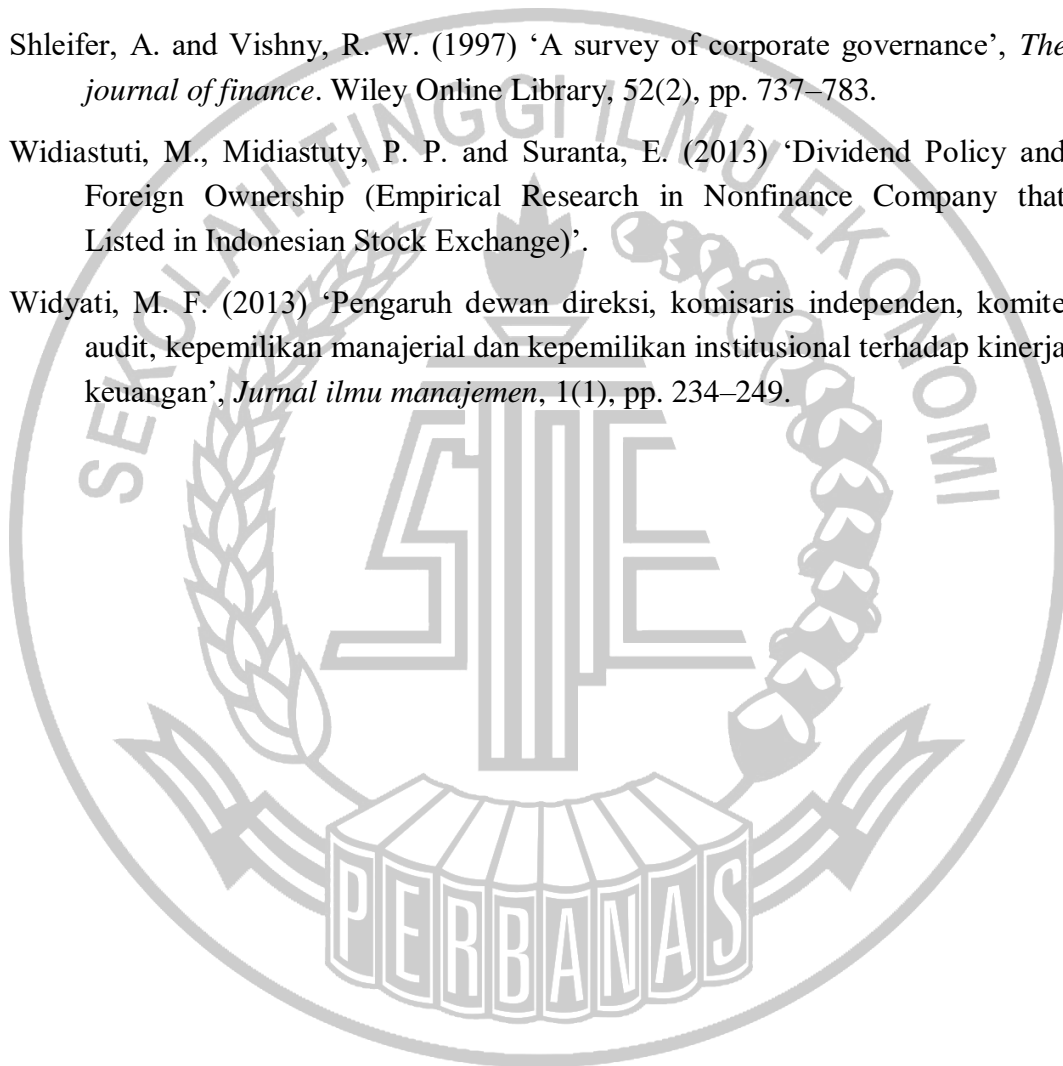 Shleifer, A. and Vishny, R. W. (1997) ‘A survey of corporate governance’, The
journal of finance. Wiley Online Library, 52(2), pp. 737–783.
Widiastuti, M., Midiastuty, P. P. and Suranta, E. (2013) ‘Dividend Policy and
Foreign Ownership (Empirical Research in Nonfinance Company that
Listed in Indonesian Stock Exchange)’.
Widyati, M. F. (2013) ‘Pengaruh dewan direksi, komisaris independen, komite
audit, kepemilikan manajerial dan kepemilikan institusional terhadap kinerja
keuangan’, Jurnal ilmu manajemen, 1(1), pp. 234–249.
SEKOLAH TINGGI ILMU EKONOMI
STIE
PERBANAS